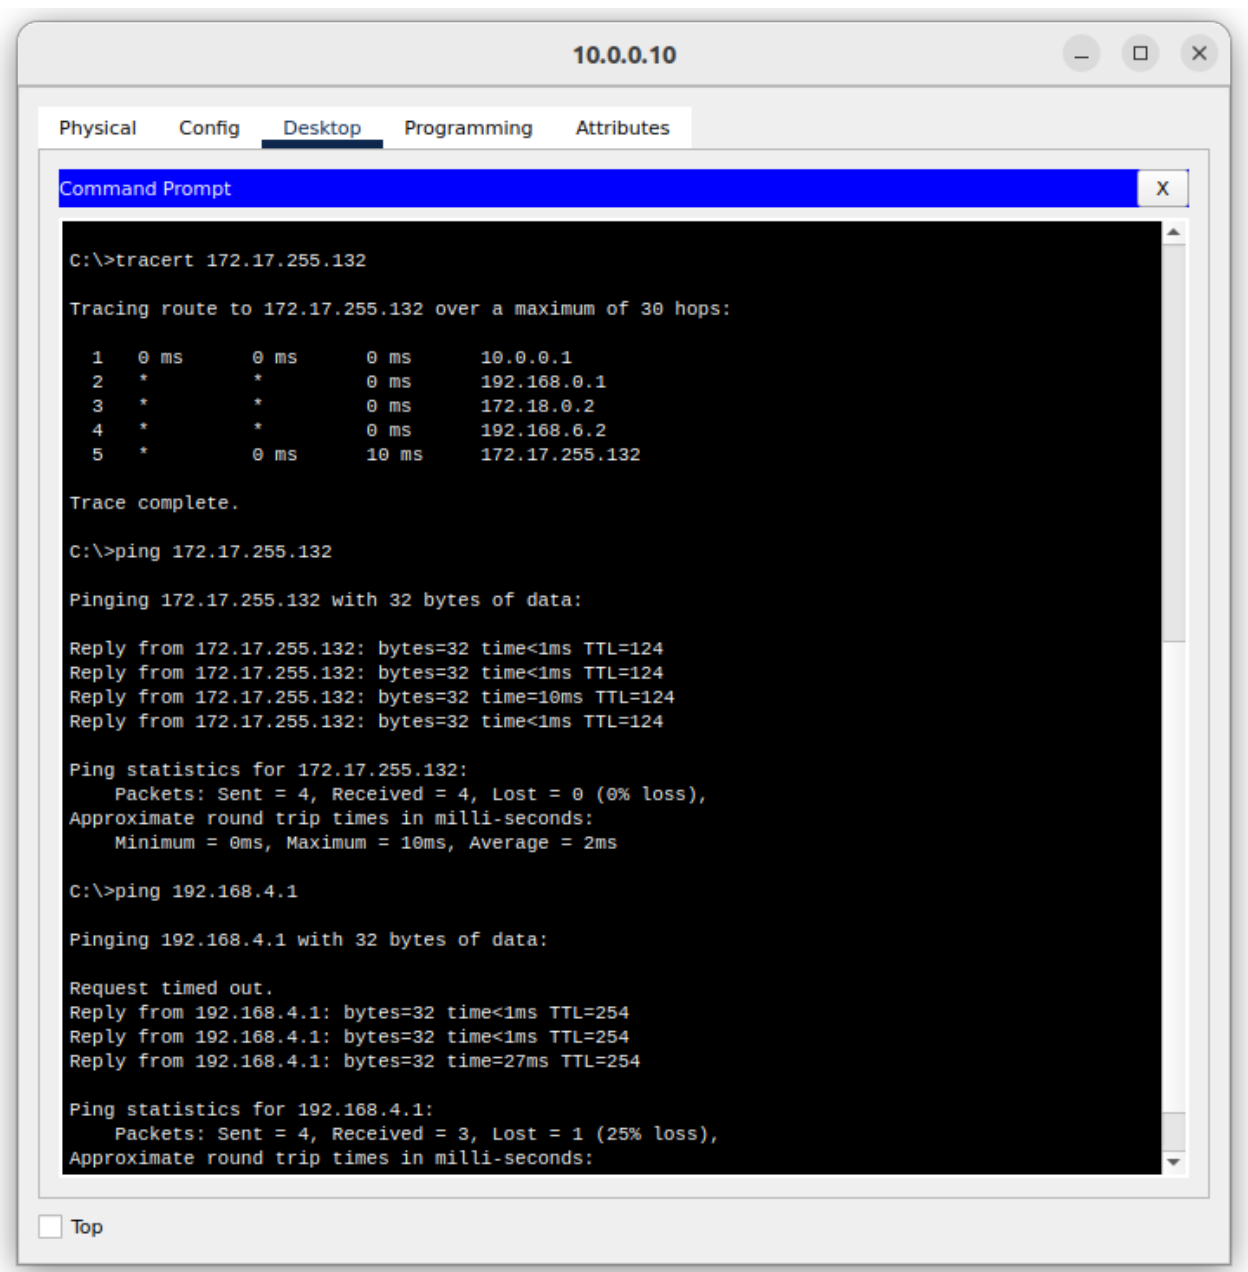 10.0.0.10
Physical Config Desktop Programming Attributes
Command Prompt X
C:\>tracert 172.17.255.132
Tracing route to 172.17.255.132 over a maximum of 30 hops:
1 0 ms 0 ms 0 ms 10.0.0.1
2 * * 0 ms 192.168.0.1
3 * * 0 ms 172.18.0.2
4 * * 0 ms 192.168.6.2
5 * 0 ms 10 ms 172.17.255.132
Trace complete.
C:\>ping 172.17.255.132
Pinging 172.17.255.132 with 32 bytes of data:
Reply from 172.17.255.132: bytes=32 time<1ms TTL=124
Reply from 172.17.255.132: bytes=32 time<1ms TTL=124
Reply from 172.17.255.132: bytes=32 time=10ms TTL=124
Reply from 172.17.255.132: bytes=32 time<1ms TTL=124
Ping statistics for 172.17.255.132:
Packets: Sent = 4, Received = 4, Lost = 0 (0% loss),
Approximate round trip times in milli-seconds:
Minimum = 0ms, Maximum = 10ms, Average = 2ms
C:\>ping 192.168.4.1
Pinging 192.168.4.1 with 32 bytes of data:
Request timed out.
Reply from 192.168.4.1: bytes=32 time<1ms TTL=254
Reply from 192.168.4.1: bytes=32 time<1ms TTL=254
Reply from 192.168.4.1: bytes=32 time=27ms TTL=254
Ping statistics for 192.168.4.1:
Packets: Sent = 4, Received = 3, Lost = 1 (25% loss),
Approximate round trip times in milli-seconds:
Top